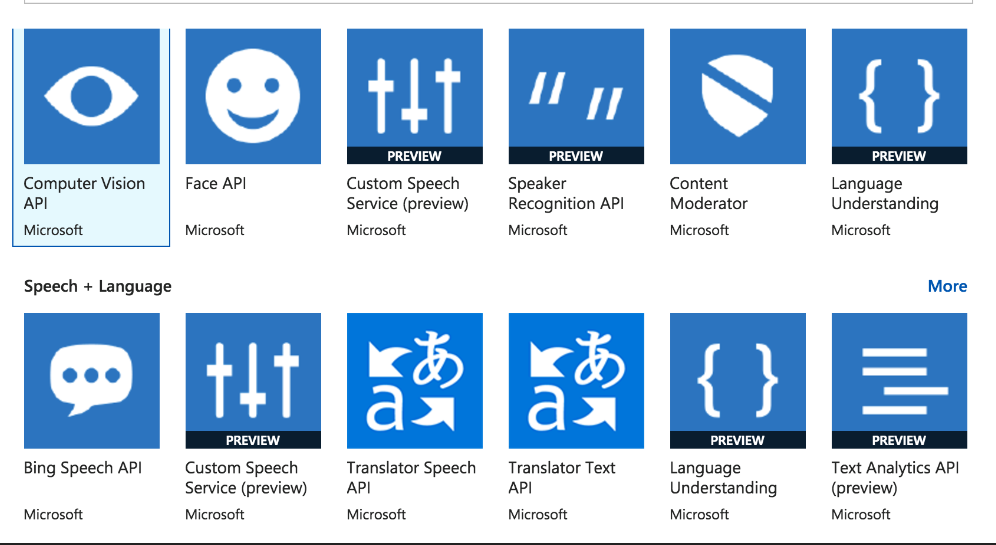 PREVIEW
PREVIEW
PREVIEW
Computer Vision API
Microsoft
Face API
Microsoft
Custom Speech Service (preview)
Microsoft
Speaker Recognition API
Microsoft
Content Moderator
Microsoft
Language Understanding
Microsoft
Speech + Language
More
あ
a
あ
a
PREVIEW
PREVIEW
PREVIEW
Bing Speech API
Microsoft
Custom Speech Service (preview)
Microsoft
Translator Speech API
Microsoft
Translator Text API
Microsoft
Language Understanding
Microsoft
Text Analytics API (preview)
Microsoft